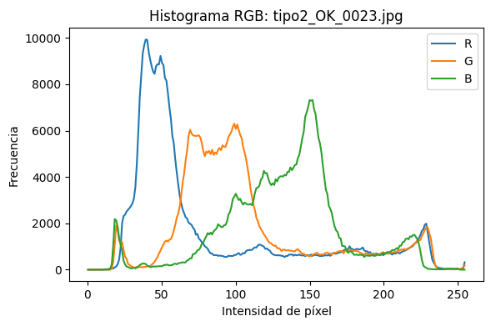 Histograma RGB: tipo2_OK_0023.jpg
R
G
B
Frecuencia
10000
8000
6000
4000
2000
0
0 50 100 150 200 250
Intensidad de píxel